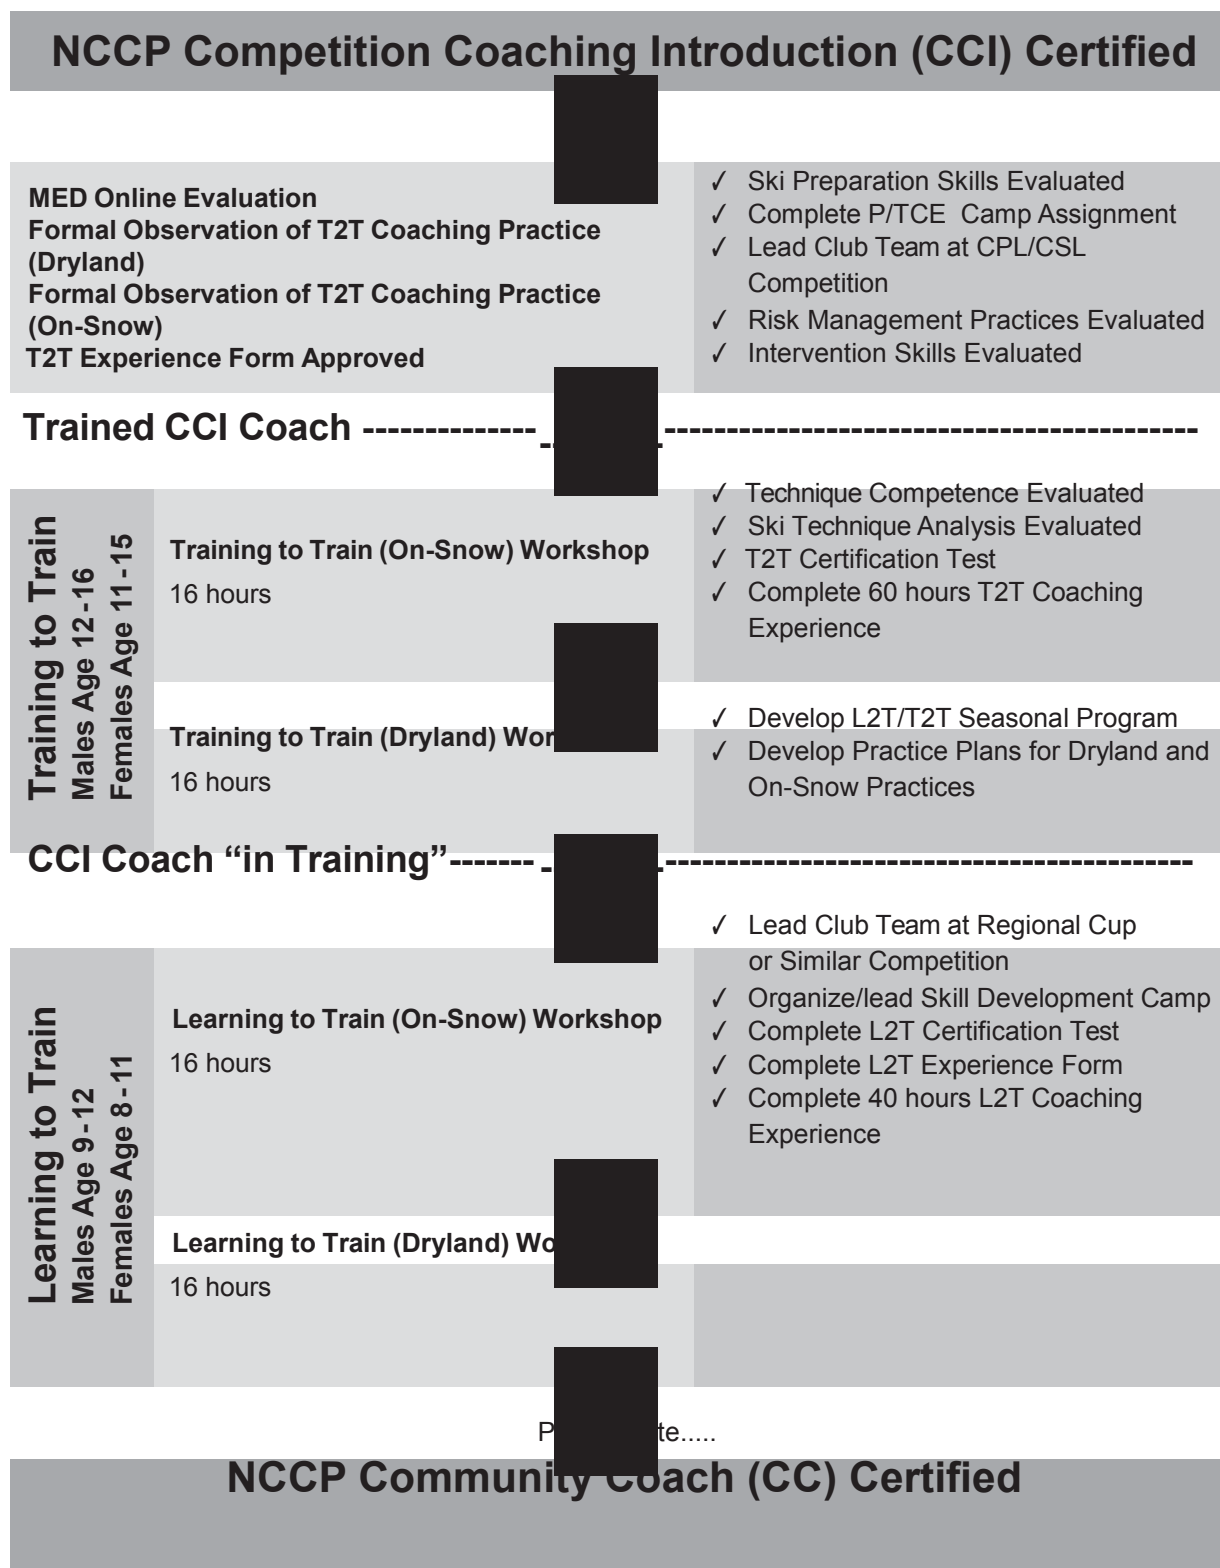 NCCP Competition Coaching Introduction (CCI) Certified
MED Online Evaluation
Formal Observation of T2T Coaching Practice
(Dryland)
Formal Observation of T2T Coaching Practice
(On-Snow)
T2T Experience Form Approved
✓ Ski Preparation Skills Evaluated
✓ Complete P/TCE Camp Assignment
✓ Lead Club Team at CPL/CSL
Competition
✓ Risk Management Practices Evaluated
✓ Intervention Skills Evaluated
Trained CCI Coach
Training to Train
Males Age 12-16
Females Age 11-15
Training to Train (On-Snow) Workshop
16 hours
✓ Technique Competence Evaluated
✓ Ski Technique Analysis Evaluated
✓ T2T Certification Test
✓ Complete 60 hours T2T Coaching
Experience
Training to Train (Dryland)
16 hours
✓ Develop L2T/T2T Seasonal Program
✓ Develop Practice Plans for Dryland and
On-Snow Practices
CCI Coach “in Training”
Learning to Train
Males Age 9-12
Females Age 8-11
Learning to Train (On-Snow) Workshop
16 hours
✓ Lead Club Team at Regional Cup
or Similar Competition
✓ Organize/lead Skill Development Camp
✓ Complete L2T Certification Test
✓ Complete L2T Experience Form
✓ Complete 40 hours L2T Coaching
Experience
Learning to Train (Dryland)
16 hours
NCCP Community Coach (CC) Certified